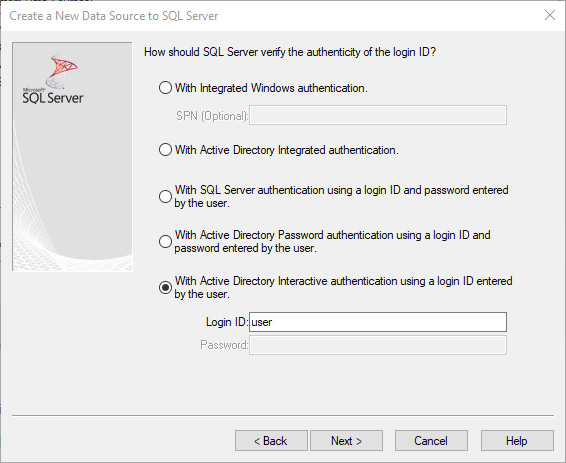 Create a New Data Source to SQL Server
How should SQL Server verify the authenticity of the login ID?
Microsoft
SQL Server
With Integrated Windows authentication.
SPN (Optional):
With Active Directory Integrated authentication.
With SQL Server authentication using a login ID and password entered
by the user.
With Active Directory Password authentication using a login ID and
password entered by the user.
With Active Directory Interactive authentication using a login ID entered
by the user.
Login ID: user
Password:
< Back
Next >
Cancel
Help